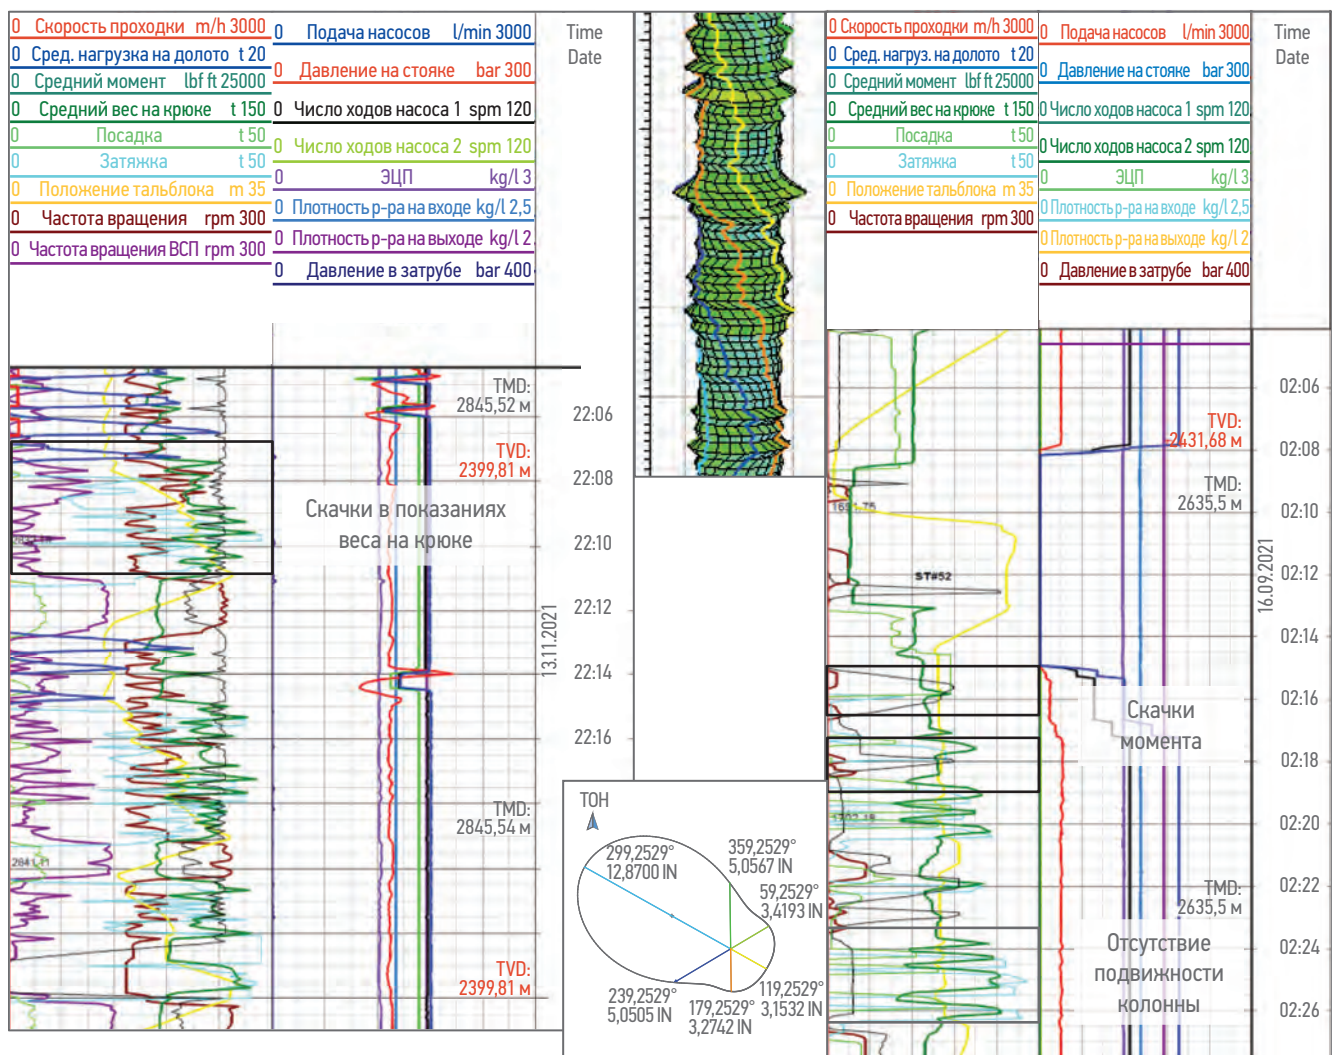 0 Скорость проходки m/h 3000
0 Сред. нагрузка на долото t 20
0 Средний момент lbf ft 25000
0 Средний вес на крюке t 150
0 Посадка t 50
0 Затяжка t 50
0 Положение тальблока m 35
0 Частота вращения rpm 300
0 Частота вращения ВСП rpm 300
0 Подача насосов l/min 3000
0 Давление на стояке bar 300
0 Число ходов насоса 1 spm 120
0 Число ходов насоса 2 spm 120
0 ЭЦП kg/l 3
0 Плотность р-ра на входе kg/l 2,5
0 Плотность р-ра на выходе kg/l 2
0 Давление в затрубе bar 400
Time
Date
TMD:
2845,52 м
TVD:
2399,81 м
Скачки в показаниях
веса на крюке
TMD:
2845,54 м
TVD:
2399,81 м
2841,11
22:06
22:08
22:10
22:12
22:14
22:16
13.11.2021
ТОН
299,2529°
12,8700 IN
359,2529°
5,0567 IN
59,2529°
3,4193 IN
119,2529°
3,1532 IN
179,2529°
3,2742 IN
239,2529°
5,0505 IN
0 Скорость проходки m/h 3000
0 Сред. нагруз. на долото t 20
0 Средний момент lbf ft 25000
0 Средний вес на крюке t 150
0 Посадка t 50
0 Затяжка t 50
0 Положение тальблока m 35
0 Частота вращения rpm 300
0 Подача насосов l/min 3000
0 Давление на стояке bar 300
0 Число ходов насоса 1 spm 120
0 Число ходов насоса 2 spm 120
0 ЭЦП kg/l 3
0 Плотность р-ра на входе kg/l 2,5
0 Плотность р-ра на выходе kg/l 2
0 Давление в затрубе bar 400
Time
Date
TVD:
2431,68 м
TMD:
2635,5 м
ST#52
Скачки
момента
TMD:
2635,5 м
Отсутствие
подвижности
колонны
02:06
02:08
02:10
02:12
02:14
02:16
02:18
02:20
02:22
02:24
02:26
16.09.2021